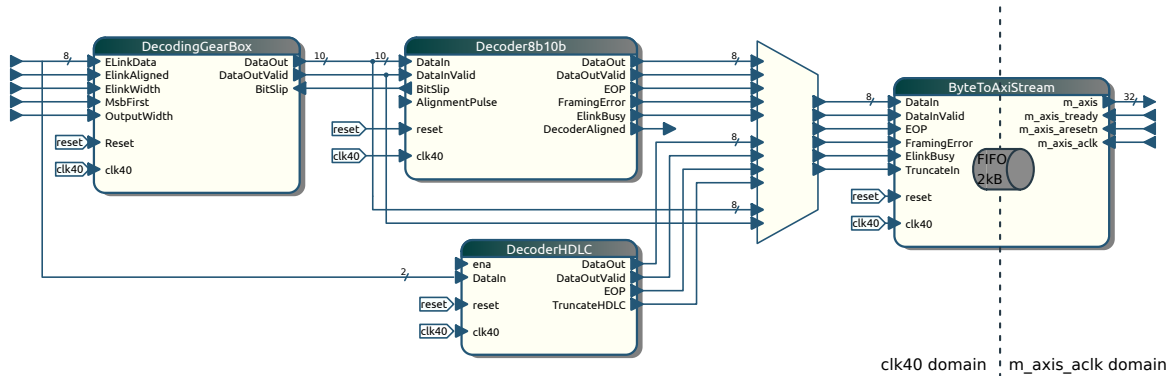 DecodingGearBox
8
ELinkData
ElinkAligned
ElinkWidth
MsbFirst
OutputWidth
reset
Reset
clk40
clk40
DataOut
DataOutValid
BitSlip
10
10
Decoder8b10b
DataIn
DataInValid
BitSlip
AlignmentPulse
reset
reset
clk40
clk40
DataOut
DataOutValid
EOP
FramingError
ElinkBusy
DecoderAligned
8
8
8
DecoderHDLC
2
ena
DataIn
reset
reset
clk40
clk40
DataOut
DataOutValid
EOP
TruncateHDLC
ByteToAxiStream
8
DataIn
DataInValid
EOP
FramingError
ElinkBusy
TruncateIn
reset
reset
clk40
clk40
m_axis
m_axis_tready
m_axis_aresetn
m_axis_aclk
32
FIFO
2kB
clk40 domain
m_axis_aclk domain